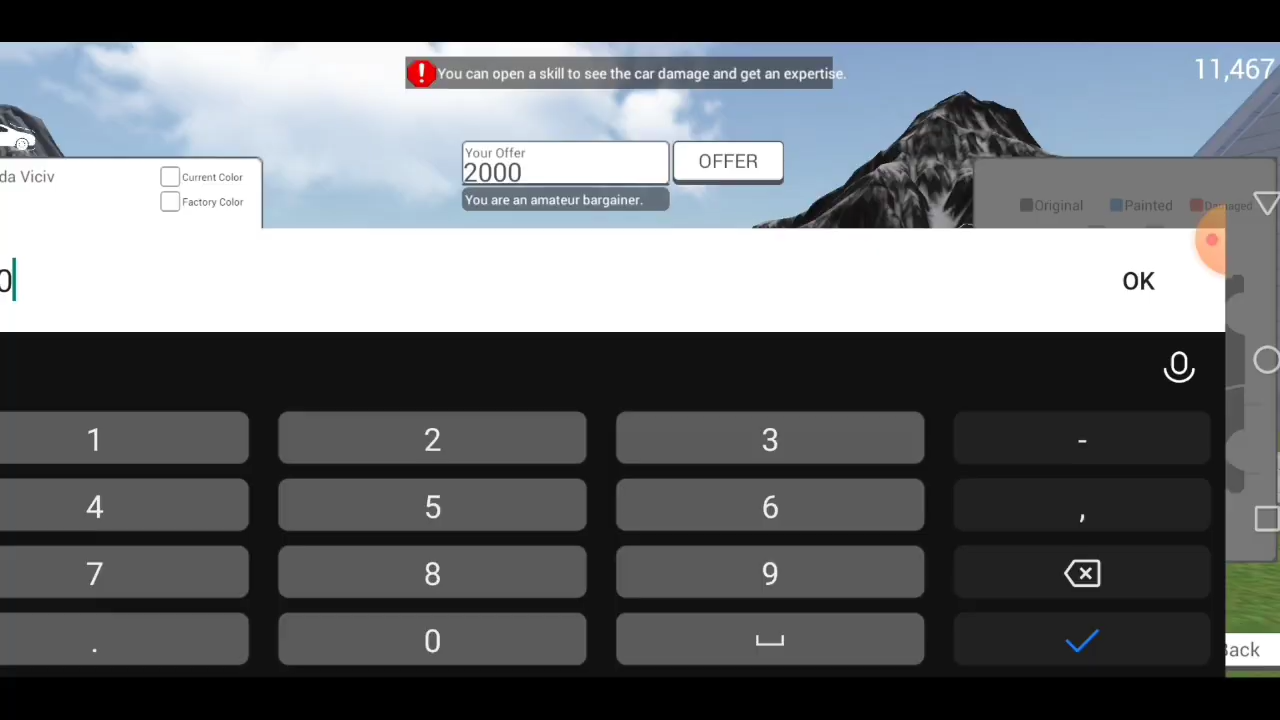 You can open a skill to see the car damage and get an expertise.
11,467
Your Offer
2000
OFFER
You are an amateur bargainer.
da Viciv
Current Color
Factory Color
Original
Painted
Damaged
0
OK
1
2
3
-
4
5
6
,
7
8
9
.
0
Back